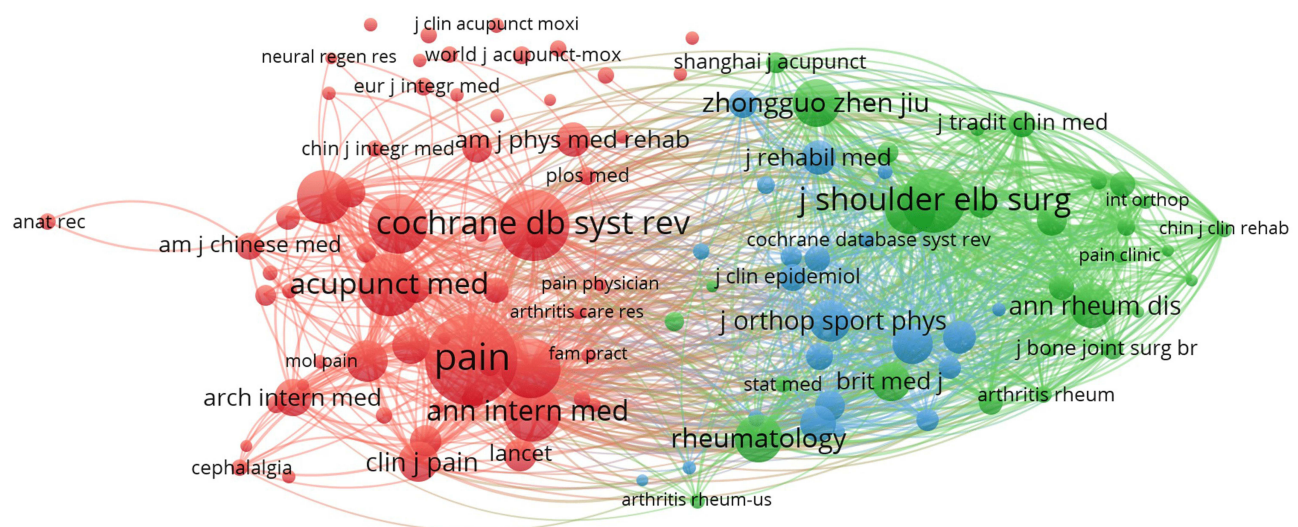 j clin acupunct moxi
neural regen res
world j acupunct-mox
shanghai j acupunct
eur j integr med
zhongguo zhen jiu
j tradit chin med
am j phys med rehab
chin j integr med
j rehabil med
plos med
j shoulder elb surg
int orthop
anat rec
cochrane db syst rev
chin j clin rehab
am j chinese med
cochrane database syst rev
pain clinic
acupunct med
pain physician
j clin epidemiol
arthritis care res
ann rheum dis
j orthop sport phys
pain
fam pract
j bone joint surg br
mol pain
stat med
brit med j
arthritis rheum
arch intern med
ann intern med
rheumatology
lancet
clin j pain
cephalalgia
arthritis rheum-us